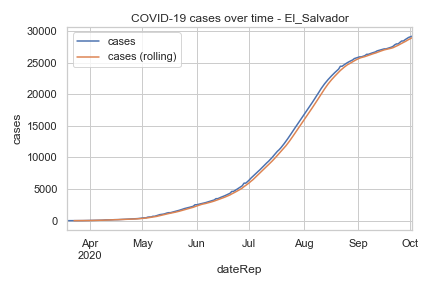 COVID-19 cases over time - El_Salvador
cases
cases (rolling)
30000
25000
20000
15000
10000
5000
0
cases
Apr
2020
May
Jun
Jul
Aug
Sep
Oct
dateRep